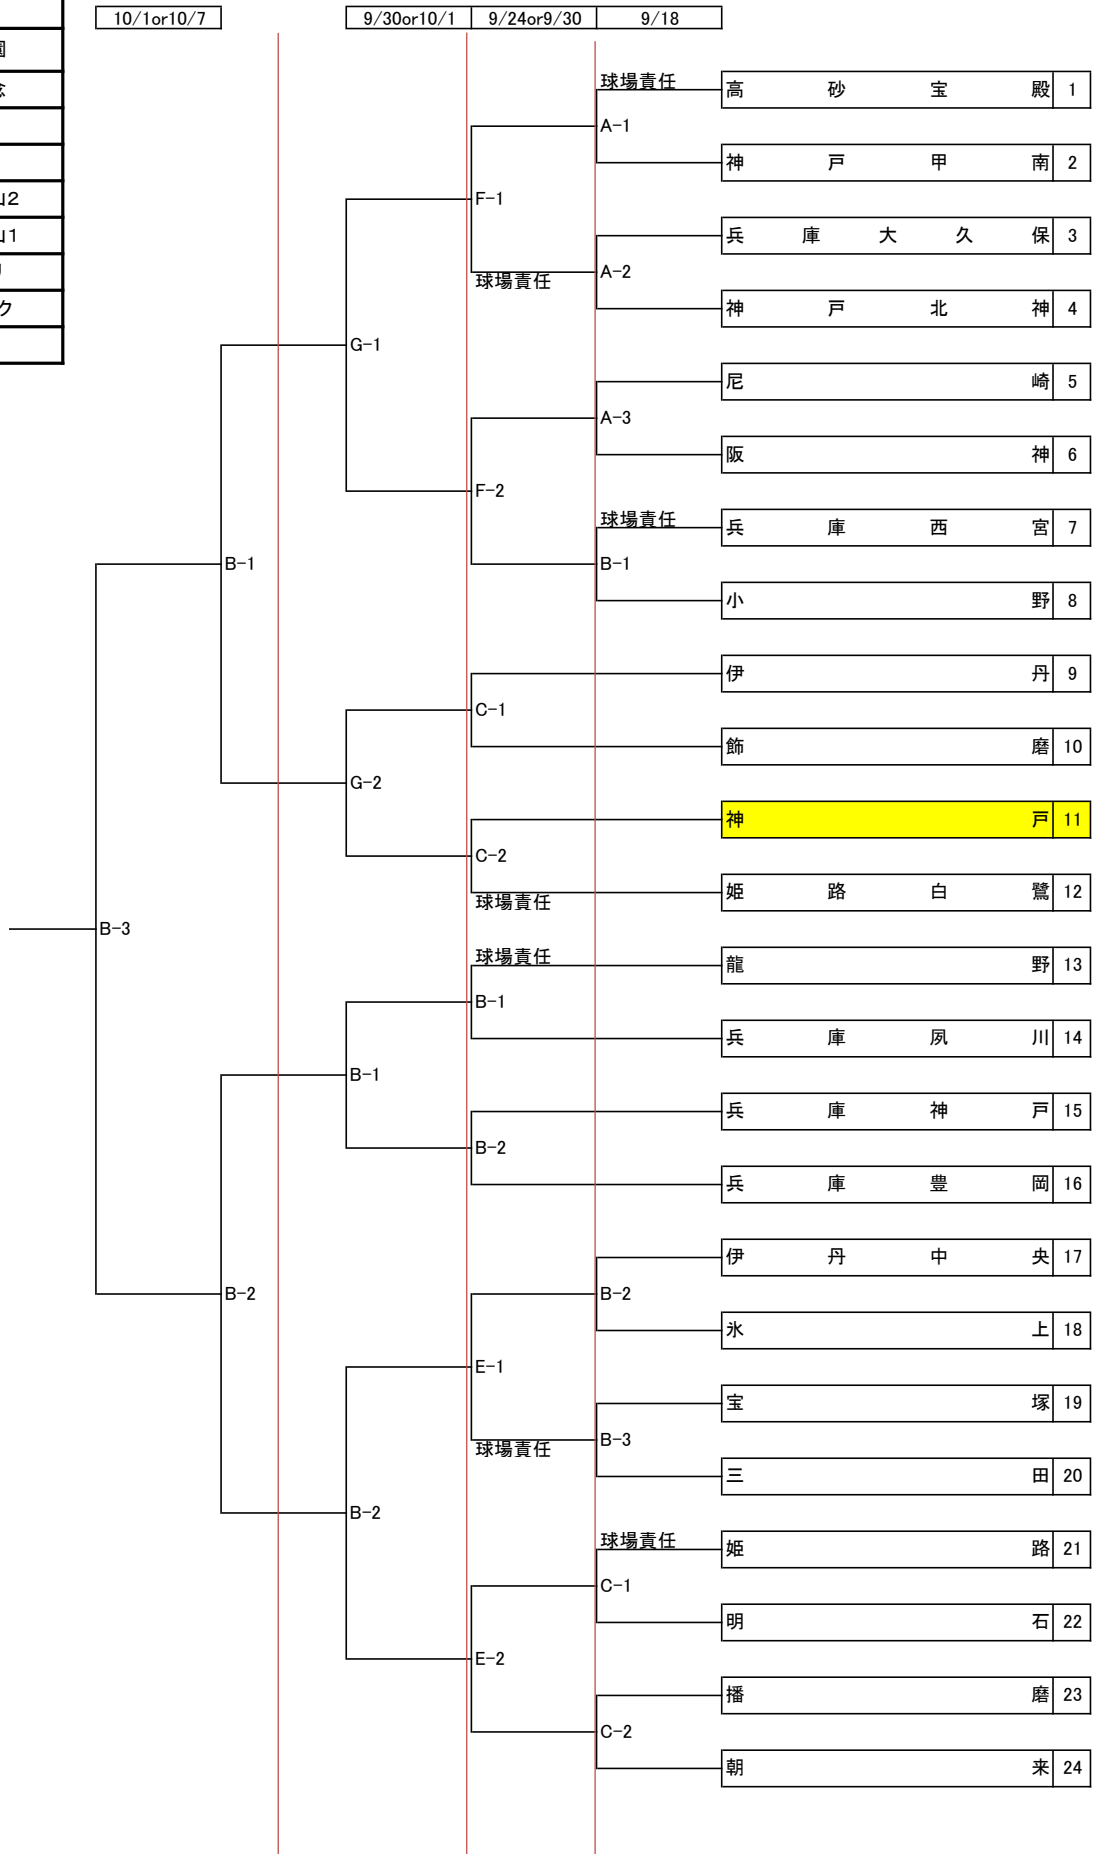 10/1or10/7 9/30or10/1 9/24or9/30 9/18
園
念
山2
山1
ク
球場責任 高砂宝殿 1
A-1
神戸甲南 2
F-1
兵庫大久保 3
球場責任 A-2
神戸北神 4
G-1
尼崎 5
A-3
阪神 6
F-2
球場責任 兵庫西宮 7
B-1 B-1
小野 8
伊丹 9
C-1
飾磨 10
G-2
神戸 11
C-2
球場責任 姫路白鷺 12
B-3
球場責任 龍野 13
B-1
兵庫夙川 14
B-1
兵庫神戸 15
B-2
兵庫豊岡 16
伊丹中央 17
B-2 B-2
氷上 18
E-1
宝塚 19
球場責任 B-3
三田 20
B-2
球場責任 姫路 21
C-1
明石 22
E-2
播磨 23
C-2
朝来 24